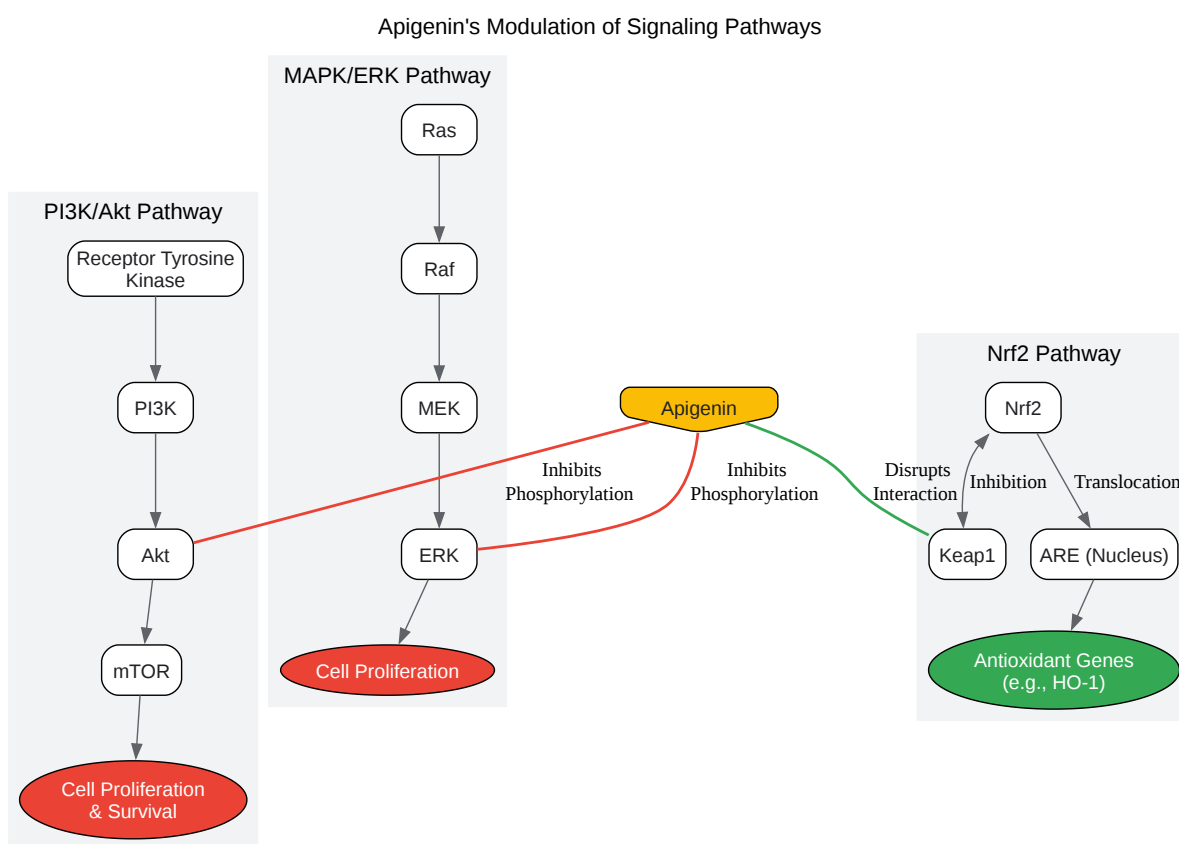 Apigenin's Modulation of Signaling Pathways
MAPK/ERK Pathway
Ras
Raf
MEK
ERK
Cell Proliferation
PI3K/Akt Pathway
Receptor Tyrosine
Kinase
PI3K
Akt
mTOR
Cell Proliferation
& Survival
Apigenin
Inhibits
Phosphorylation
Inhibits
Phosphorylation
Disrupts
Interaction
Nrf2 Pathway
Nrf2
Inhibition
Translocation
Keap1
ARE (Nucleus)
Antioxidant Genes
(e.g., HO-1)